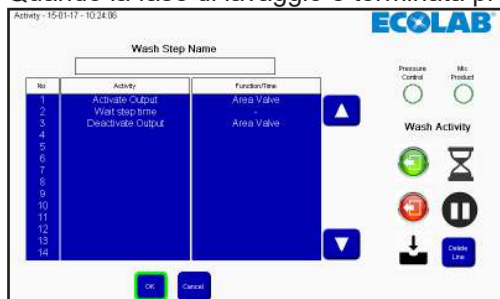 Quando la fase di lavaggio è terminata pr
Activity - 15-01-17 - 10:24:06
ECOLAB
Wash Step Name
Pressure Control
Mix Product
No Activity Function/Time
1 Activate Output Area Valve
2 Wait step time -
3 Deactivate Output Area Valve
4
5
6
7
8
9
10
11
12
13
14
Wash Activity
Delete Line
OK Cancel